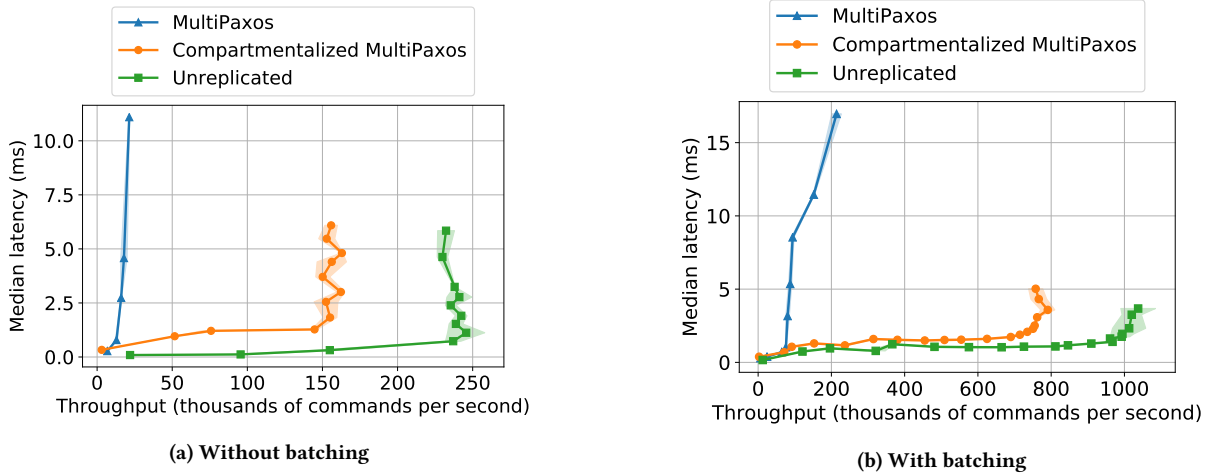 MultiPaxos
Compartmentalized MultiPaxos
Unreplicated
Median latency (ms)
10.0
7.5
5.0
2.5
0.0
0 50 100 150 200 250
Throughput (thousands of commands per second)
(a) Without batching
MultiPaxos
Compartmentalized MultiPaxos
Unreplicated
Median latency (ms)
15
10
5
0
0 200 400 600 800 1000
Throughput (thousands of commands per second)
(b) With batching